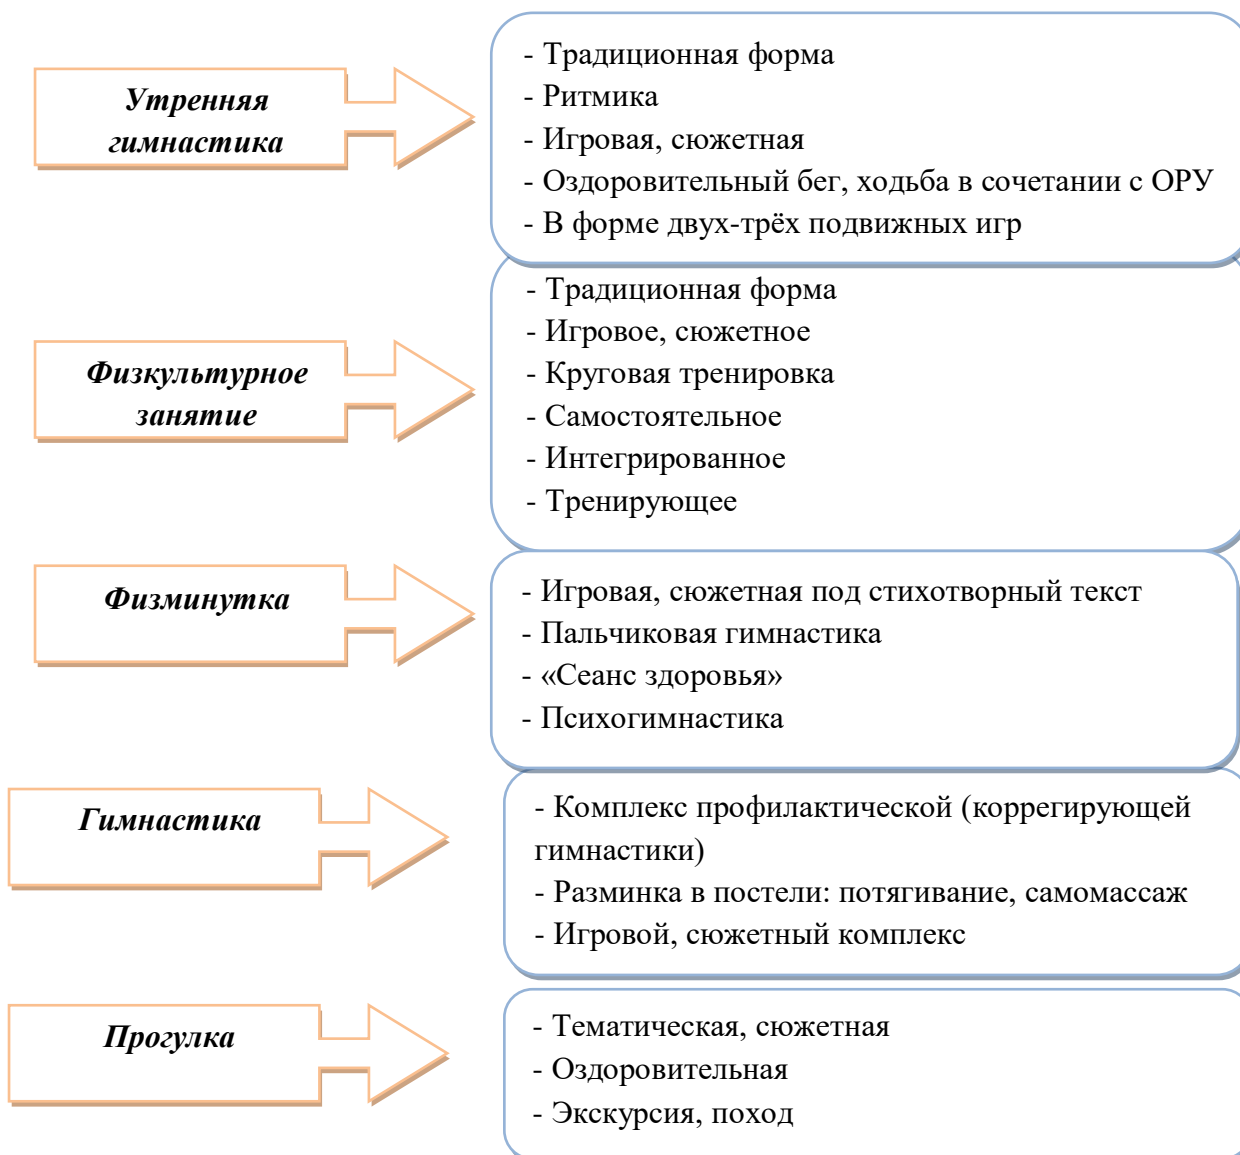 Утренняя
гимнастика
- Традиционная форма
- Ритмика
- Игровая, сюжетная
- Оздоровительный бег, ходьба в сочетании с ОРУ
- В форме двух-трёх подвижных игр
Физкультурное
занятие
- Традиционная форма
- Игровое, сюжетное
- Круговая тренировка
- Самостоятельное
- Интегрированное
- Тренирующее
Физминутка
- Игровая, сюжетная под стихотворный текст
- Пальчиковая гимнастика
- «Сеанс здоровья»
- Психогимнастика
Гимнастика
- Комплекс профилактической (коррегирующей
гимнастики)
- Разминка в постели: потягивание, самомассаж
- Игровой, сюжетный комплекс
Прогулка
- Тематическая, сюжетная
- Оздоровительная
- Экскурсия, поход